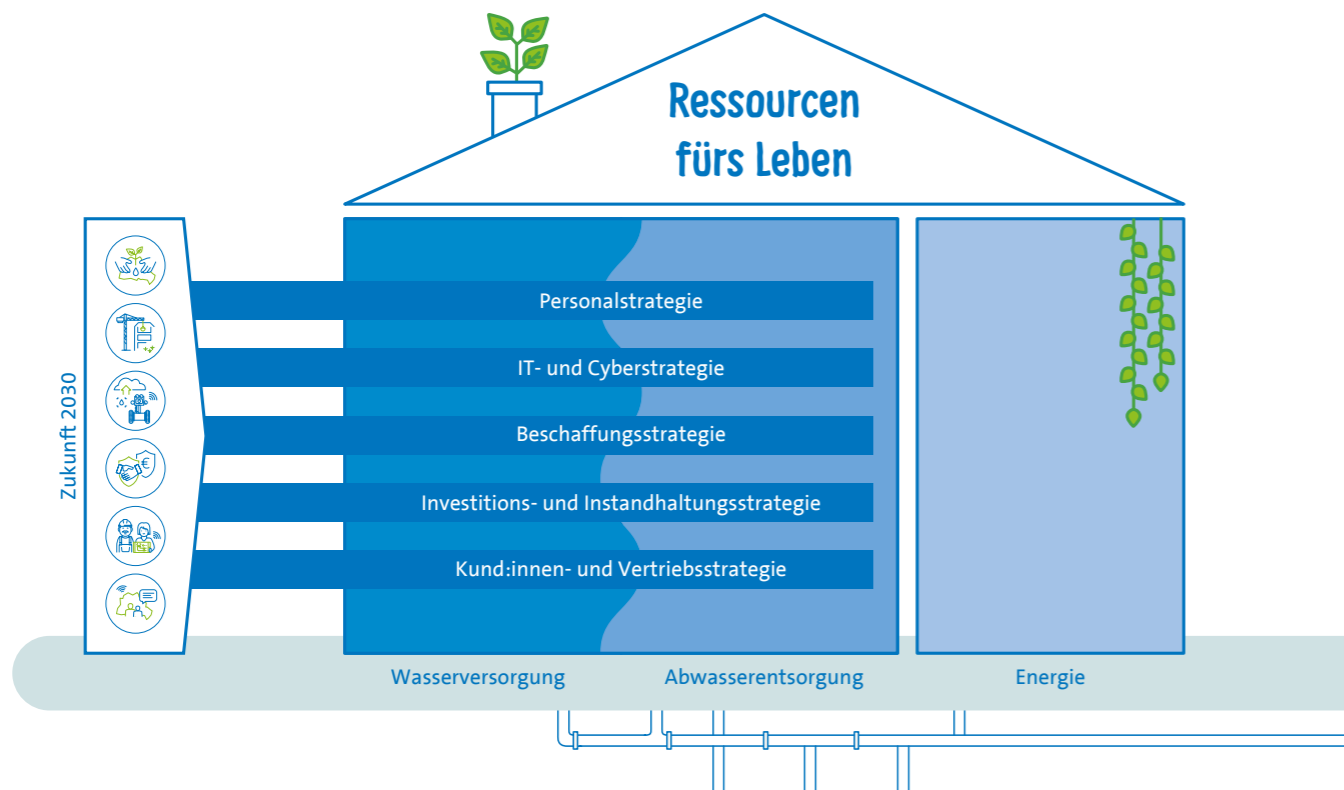 Ressourcen
fürs Leben
Zukunft 2030
Personalstrategie
IT- und Cyberstrategie
Beschaffungsstrategie
Investitions- und Instandhaltungsstrategie
Kund:innen- und Vertriebsstrategie
Wasserversorgung
Abwasserentsorgung
Energie